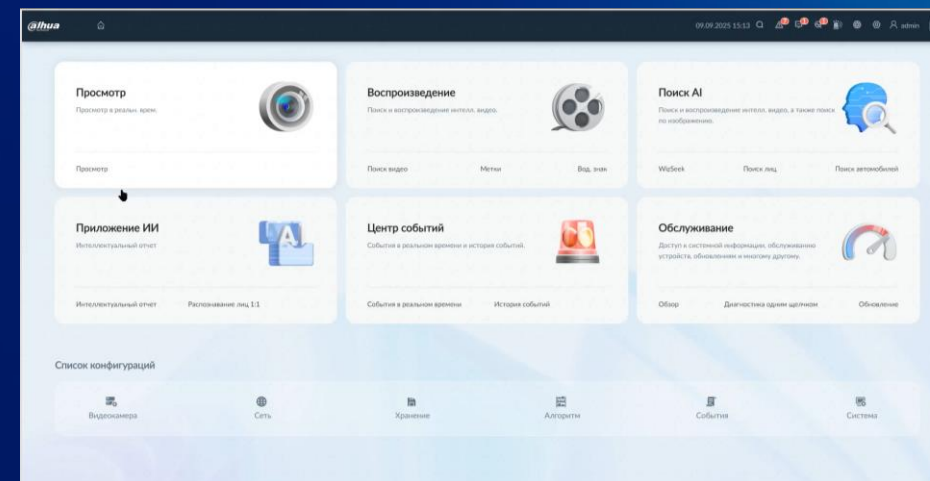 alhua
09.09.2025 15:13
admin
Просмотр
Просмотр в реальн. врем.
Просмотр
Воспроизведение
Поиск и воспроизведение интелл. видео.
Поиск видео Метки Вод. знак
Поиск AI
Поиск и воспроизведение интелл. видео, а также поиск
по изображению.
WizSeek Поиск лиц Поиск автомобилей
Приложение ИИ
Интеллектуальный отчет
Интеллектуальный отчет Распознавание лиц 1:1
Центр событий
События в реальном времени и история событий.
События в реальном времени История событий
Обслуживание
Доступ к системной информации, обслуживанию
устройств, обновлениям и многому другому.
Обзор Диагностика одним щелчком Обновление
Список конфигураций
Видеокамера Сеть Хранение Алгоритм События Система